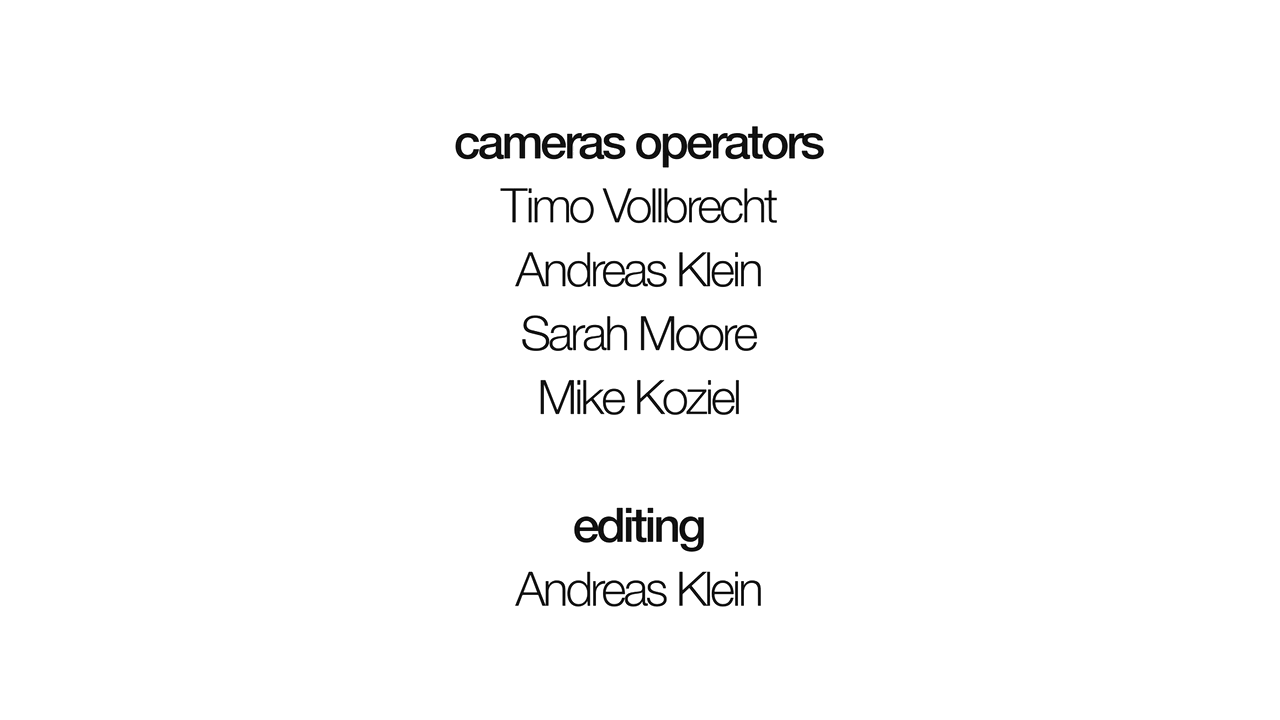 cameras operators
Timo Vollbrecht
Andreas Klein
Sarah Moore
Mike Koziel
editing
Andreas Klein